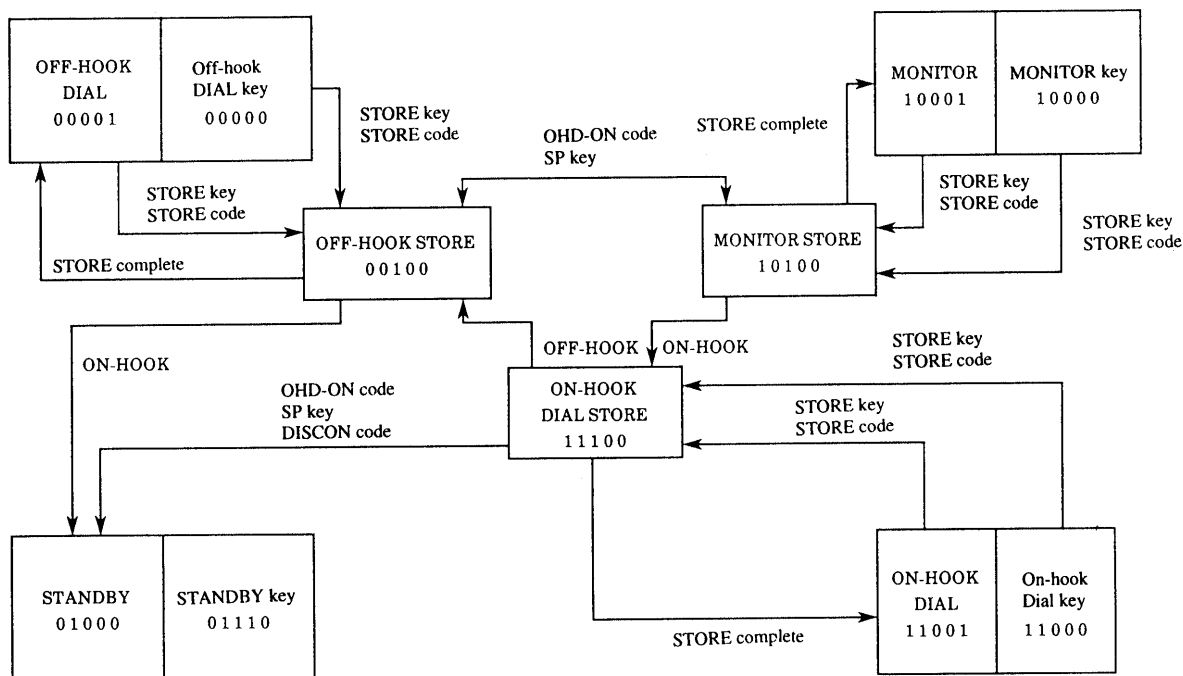 OFF-HOOK
DIAL
00001
Off-hook
DIAL key
00000
STORE key
STORE code
STORE key
STORE code
STORE complete
OFF-HOOK STORE
00100
OHD-ON code
SP key
STORE complete
MONITOR
10001
MONITOR key
10000
STORE key
STORE code
STORE key
STORE code
MONITOR STORE
10100
ON-HOOK
OFF-HOOK
ON-HOOK
OHD-ON code
SP key
DISCON code
ON-HOOK
DIAL STORE
11100
STORE key
STORE code
STORE key
STORE code
STANDBY
01000
STANDBY key
01110
STORE complete
ON-HOOK
DIAL
11001
On-hook
Dial key
11000